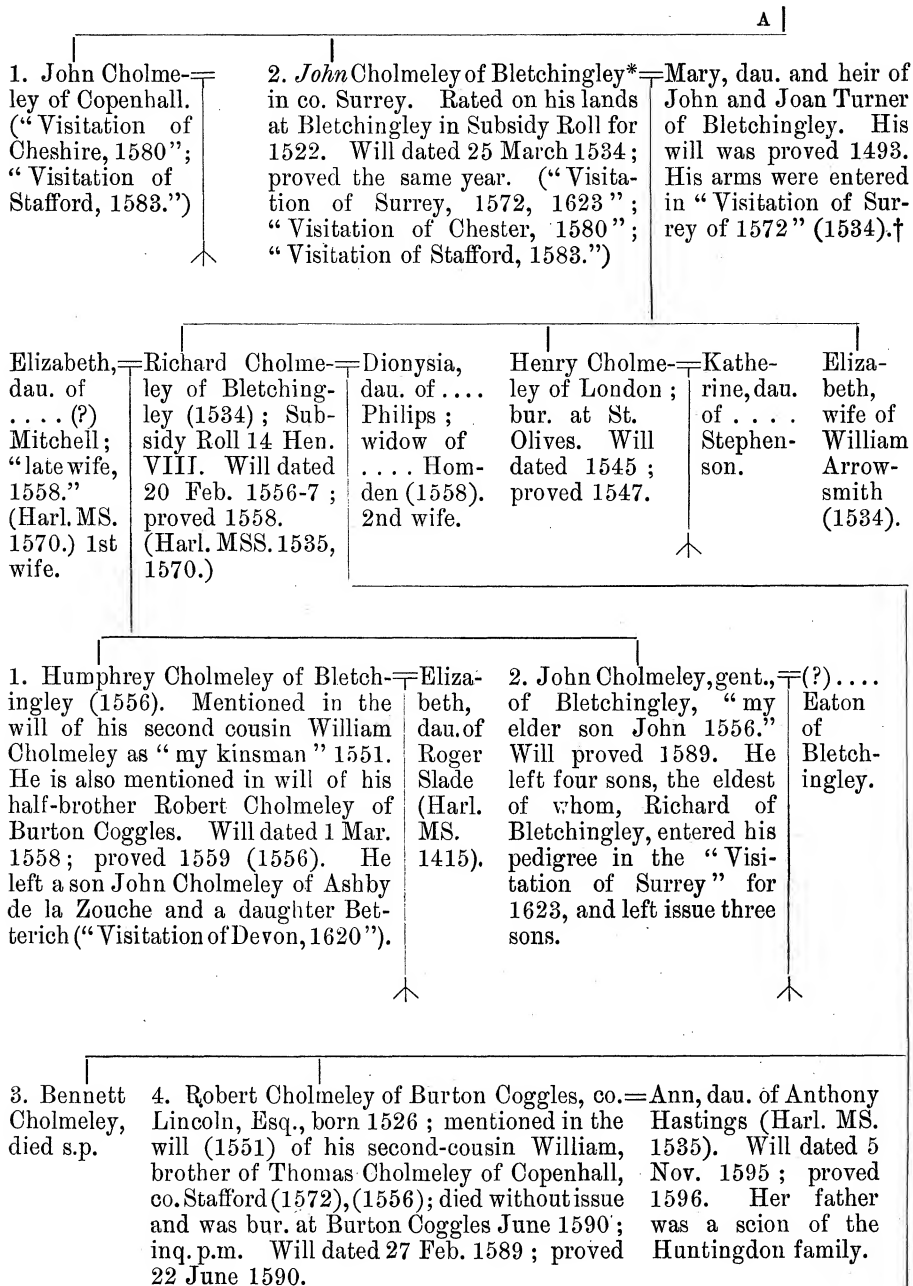 A
1. John Cholme-
ley of Copenhall.
(“Visitation of
Cheshire, 1580”;
“Visitation of
Stafford, 1583.”)
2. John Cholmeley of Bletchingley*
in co. Surrey. Rated on his lands
at Bletchingley in Subsidy Roll for
1522. Will dated 25 March 1534;
proved the same year. (“Visita-
tion of Surrey, 1572, 1623”;
“Visitation of Chester, 1580”;
“Visitation of Stafford, 1583.”)
Mary, dau. and heir of
John and Joan Turner
of Bletchingley. His
will was proved 1493.
His arms were entered
in “Visitation of Sur-
rey of 1572” (1534).†
Elizabeth,
dau. of
. . . . (?)
Mitchell;
“late wife,
1558.”
(Harl. MS.
1570.) 1st
wife.
Richard Cholme-
ley of Bletching-
ley (1534); Sub-
sidy Roll 14 Hen.
VIII. Will dated
20 Feb. 1556-7;
proved 1558.
(Harl. MSS. 1535,
1570.)
Dionysia,
dau. of . . . .
Philips;
widow of
. . . . Hom-
den (1558).
2nd wife.
Henry Cholme-
ley of London;
bur. at St.
Olives. Will
dated 1545;
proved 1547.
Kathe-
rine, dau.
of . . . .
Stephen-
son.
Eliza-
beth,
wife of
William
Arrow-
smith
(1534).
1. Humphrey Cholmeley of Bletch-
ingley (1556). Mentioned in the
will of his second cousin William
Cholmeley as “my kinsman” 1551.
He is also mentioned in will of his
half-brother Robert Cholmeley of
Burton Coggles. Will dated 1 Mar.
1558; proved 1559 (1556). He
left a son John Cholmeley of Ashby
de la Zouche and a daughter Bet-
terich (“Visitation of Devon, 1620”).
Eliza-
beth,
dau. of
Roger
Slade
(Harl.
MS.
1415).
2. John Cholmeley, gent.,
of Bletchingley, “my
elder son John 1556.”
Will proved 1589. He
left four sons, the eldest
of whom, Richard of
Bletchingley, entered his
pedigree in the “Visi-
tation of Surrey” for
1623, and left issue three
sons.
(?) . . . .
Eaton
of
Bletch-
ingley.
3. Bennett
Cholmeley,
died s.p.
4. Robert Cholmeley of Burton Coggles, co.
Lincoln, Esq., born 1526; mentioned in the
will (1551) of his second-cousin William,
brother of Thomas Cholmeley of Copenhall,
co. Stafford (1572), (1556); died without issue
and was bur. at Burton Coggles June 1590;
inq. p.m. Will dated 27 Feb. 1589; proved
22 June 1590.
Ann, dau. of Anthony
Hastings (Harl. MS.
1535). Will dated 5
Nov. 1595; proved
1596. Her father
was a scion of the
Huntingdon family.